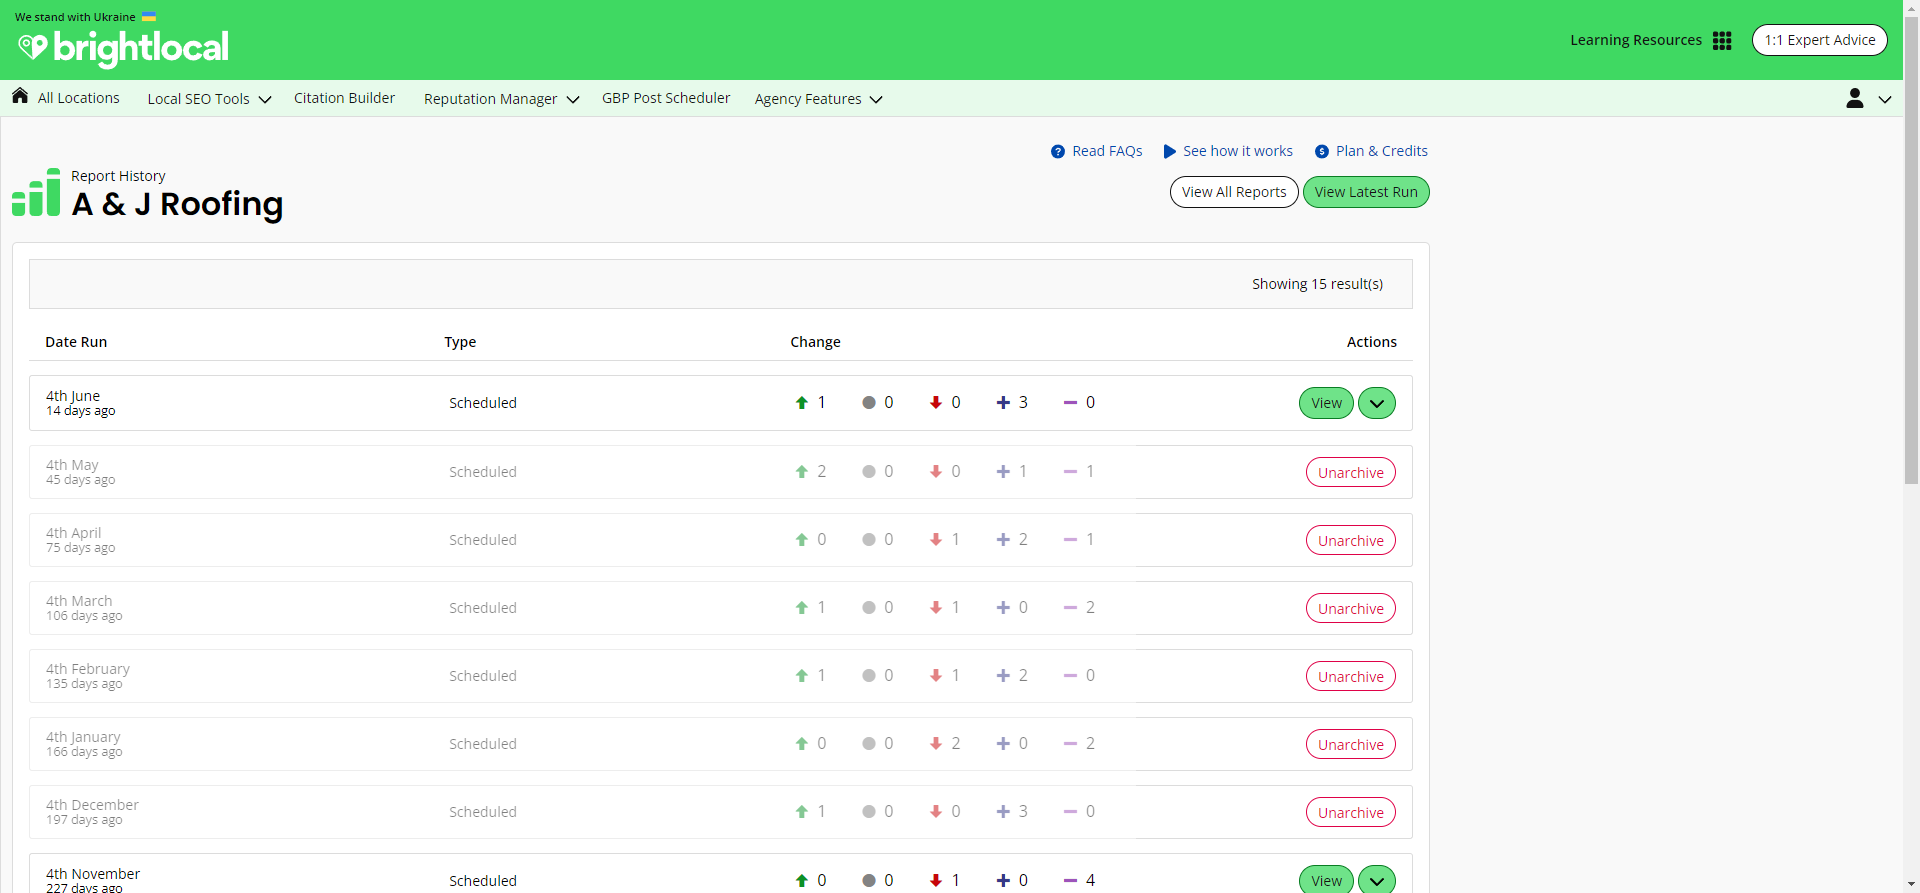 We stand with Ukraine
brightlocal
Learning Resources
1:1 Expert Advice
All Locations
Local SEO Tools
Citation Builder
Reputation Manager
GBP Post Scheduler
Agency Features
Read FAQs
See how it works
Plan & Credits
Report History
A & J Roofing
View All Reports
View Latest Run
Showing 15 result(s)
Date Run Type Change Actions
4th June
14 days ago
Scheduled 1 0 0 3 0 View
4th May
45 days ago
Scheduled 2 0 0 1 1 Unarchive
4th April
75 days ago
Scheduled 0 0 1 2 1 Unarchive
4th March
106 days ago
Scheduled 1 0 1 0 2 Unarchive
4th February
135 days ago
Scheduled 1 0 1 2 0 Unarchive
4th January
166 days ago
Scheduled 0 0 2 0 2 Unarchive
4th December
197 days ago
Scheduled 1 0 0 3 0 Unarchive
4th November
227 days ago
Scheduled 0 0 1 0 4 View